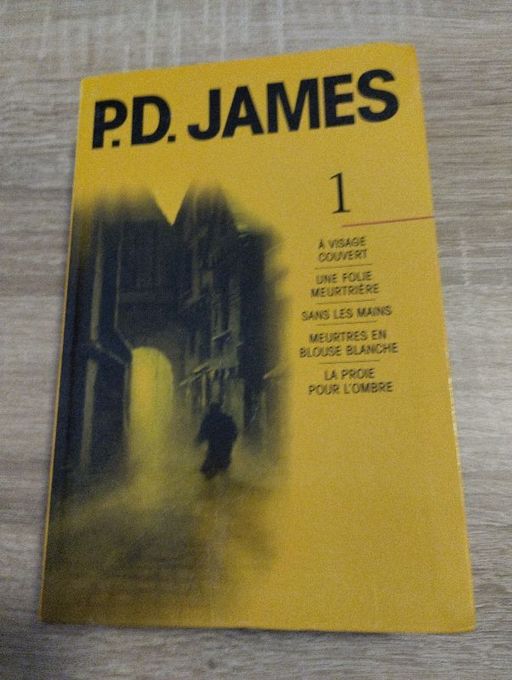 P.D. JAMES
1
À VISAGE
COUVERT
UNE FOLIE
MEURTRIÈRE
SANS LES MAINS
MEURTRES EN
BLOUSE BLANCHE
LA PROIE
POUR L'OMBRE